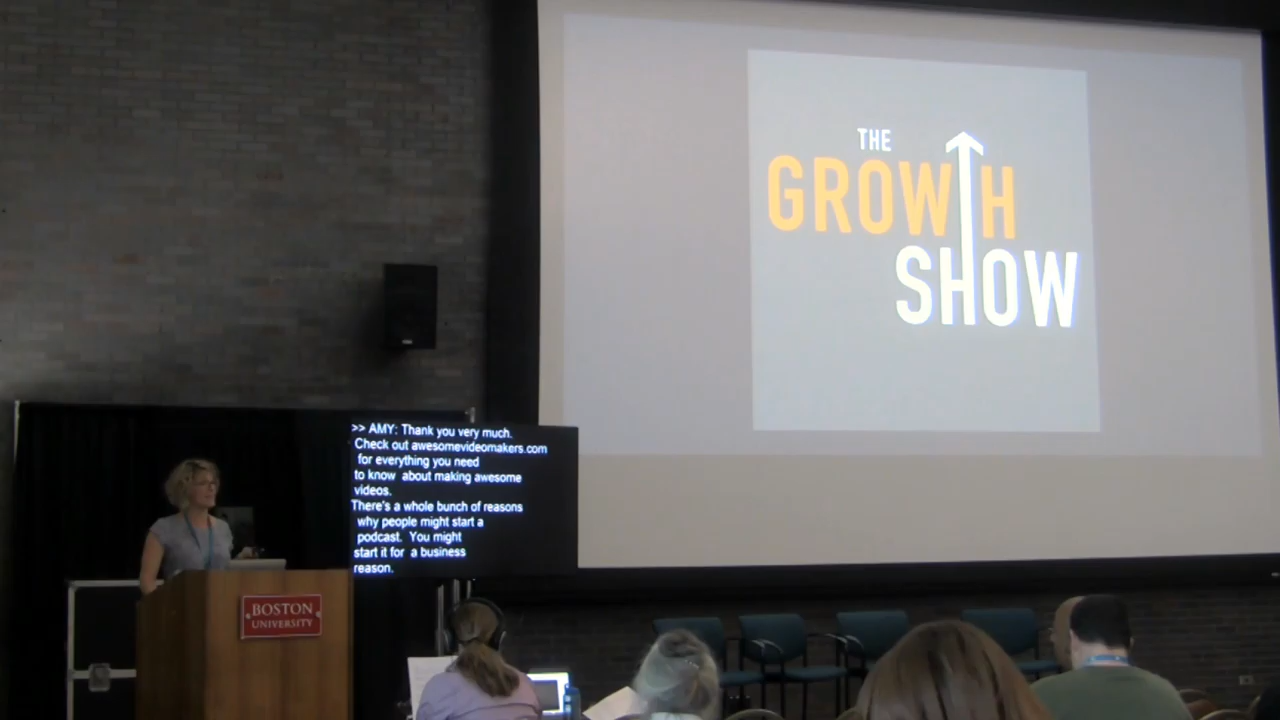 THE
GROWTH
SHOW
>> AMY: Thank you very much.
Check out awesomevideomakers.com
for everything you need
to know about making awesome
videos.
There's a whole bunch of reasons
why people might start a
podcast. You might
start it for a business
reason.
BOSTON
UNIVERSITY